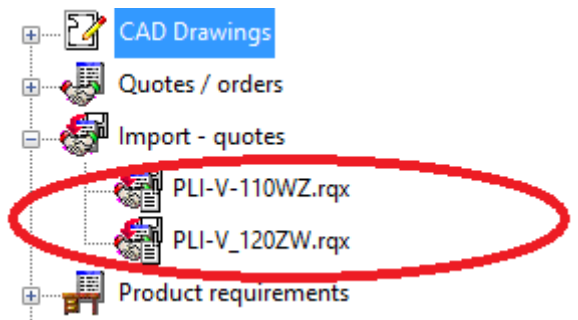 CAD Drawings
Quotes / orders
Import - quotes
PLI-V-110WZ.rqx
PLI-V_120ZW.rqx
Product requirements